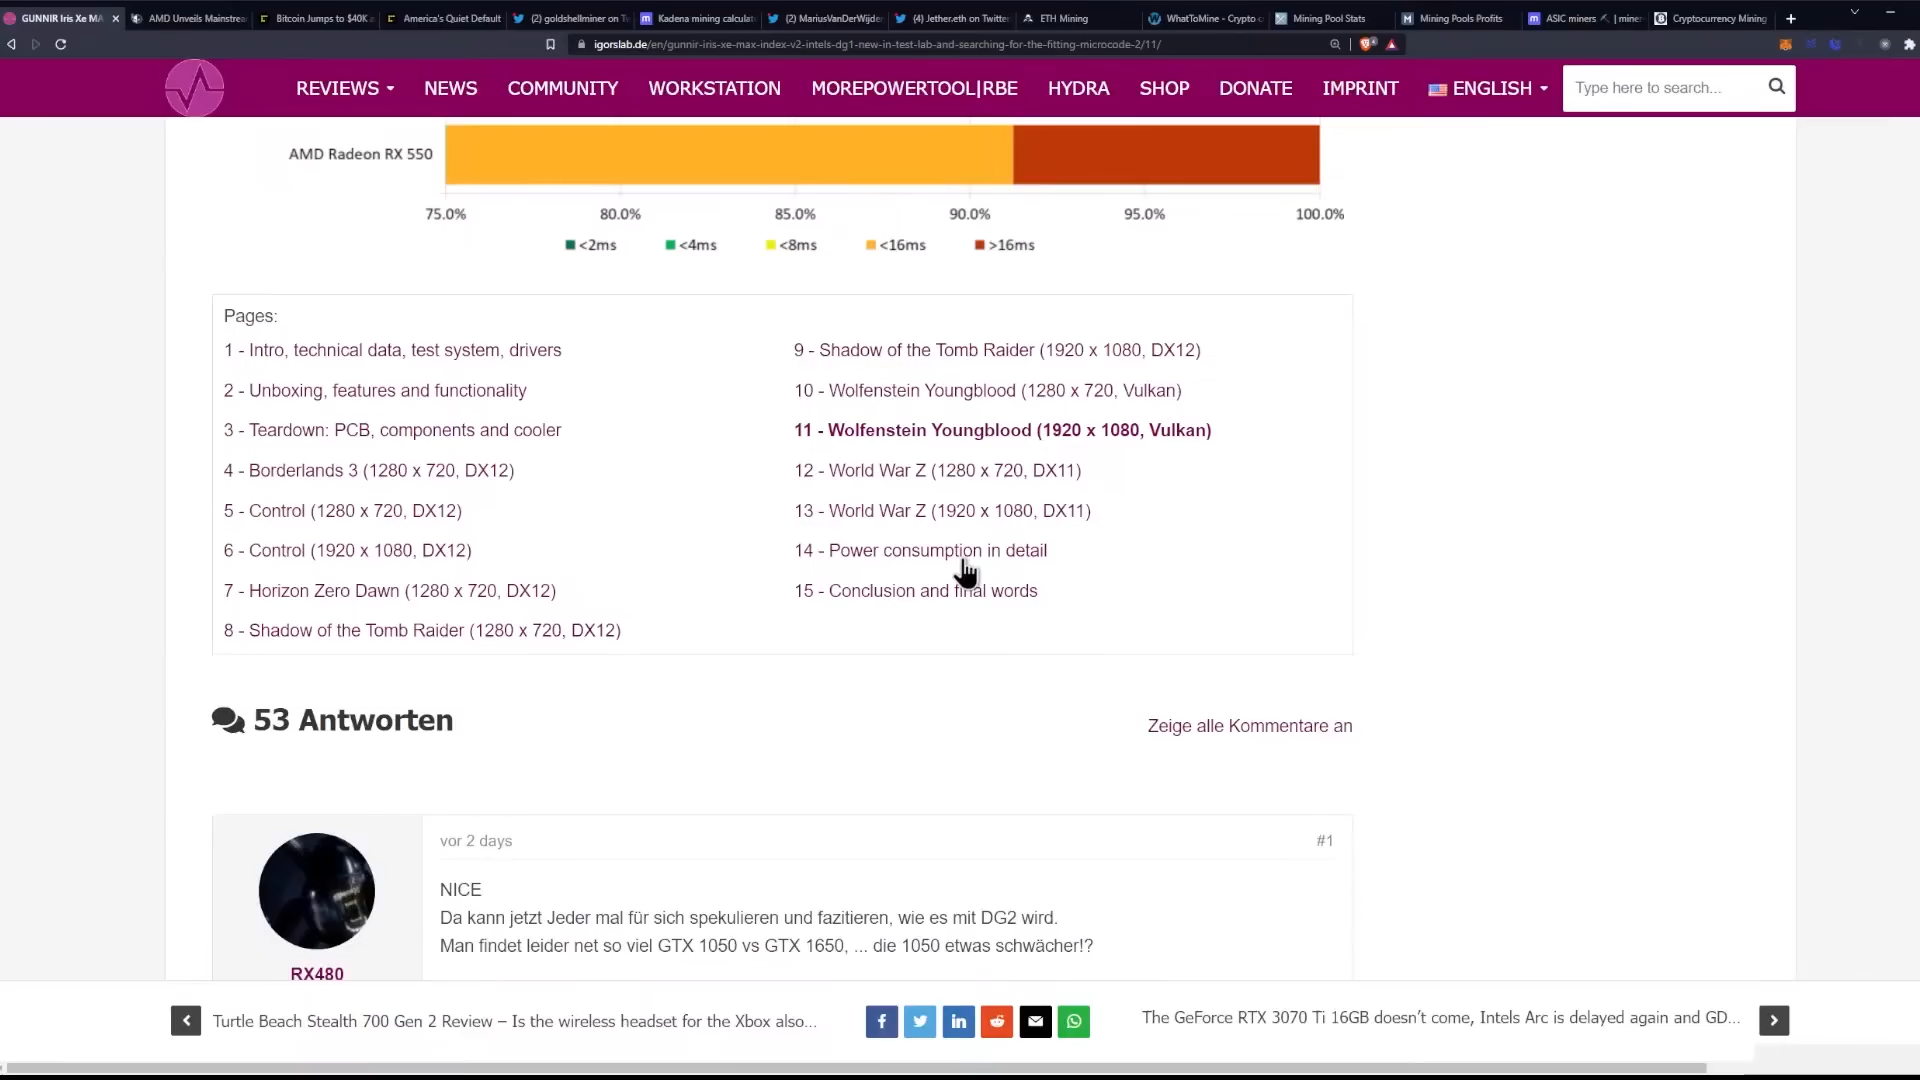 GUNNIR Iris Xe MA
AMD Unveils Mainstrea
Bitcoin Jumps to $40K a
America's Quiet Default
(2) goldshellminer on Tw
Kadena mining calculat
(2) MariusVanDerWijden
(4) Jether.eth on Twitter
ETH Mining
WhatToMine - Crypto c
Mining Pool Stats
Mining Pools Profits
ASIC miners
| miner
Cryptocurrency Mining
igorslab.de/en/gunnir-iris-xe-max-index-v2-intels-dg1-new-in-test-lab-and-searching-for-the-fitting-microcode-2/11/
REVIEWS
NEWS
COMMUNITY
WORKSTATION
MOREPOWERTOOL|RBE
HYDRA
SHOP
DONATE
IMPRINT
ENGLISH
Type here to search...
AMD Radeon RX 550
75.0% 80.0% 85.0% 90.0% 95.0% 100.0%
<2ms <4ms <8ms <16ms >16ms
Pages:
1 - Intro, technical data, test system, drivers
2 - Unboxing, features and functionality
3 - Teardown: PCB, components and cooler
4 - Borderlands 3 (1280 x 720, DX12)
5 - Control (1280 x 720, DX12)
6 - Control (1920 x 1080, DX12)
7 - Horizon Zero Dawn (1280 x 720, DX12)
8 - Shadow of the Tomb Raider (1280 x 720, DX12)
9 - Shadow of the Tomb Raider (1920 x 1080, DX12)
10 - Wolfenstein Youngblood (1280 x 720, Vulkan)
11 - Wolfenstein Youngblood (1920 x 1080, Vulkan)
12 - World War Z (1280 x 720, DX11)
13 - World War Z (1920 x 1080, DX11)
14 - Power consumption in detail
15 - Conclusion and final words
53 Antworten
Zeige alle Kommentare an
RX480
vor 2 days
#1
NICE
Da kann jetzt Jeder mal für sich spekulieren und fazitieren, wie es mit DG2 wird.
Man findet leider net so viel GTX 1050 vs GTX 1650, ... die 1050 etwas schwächer!?
Turtle Beach Stealth 700 Gen 2 Review – Is the wireless headset for the Xbox also...
The GeForce RTX 3070 Ti 16GB doesn't come, Intels Arc is delayed again and GD...